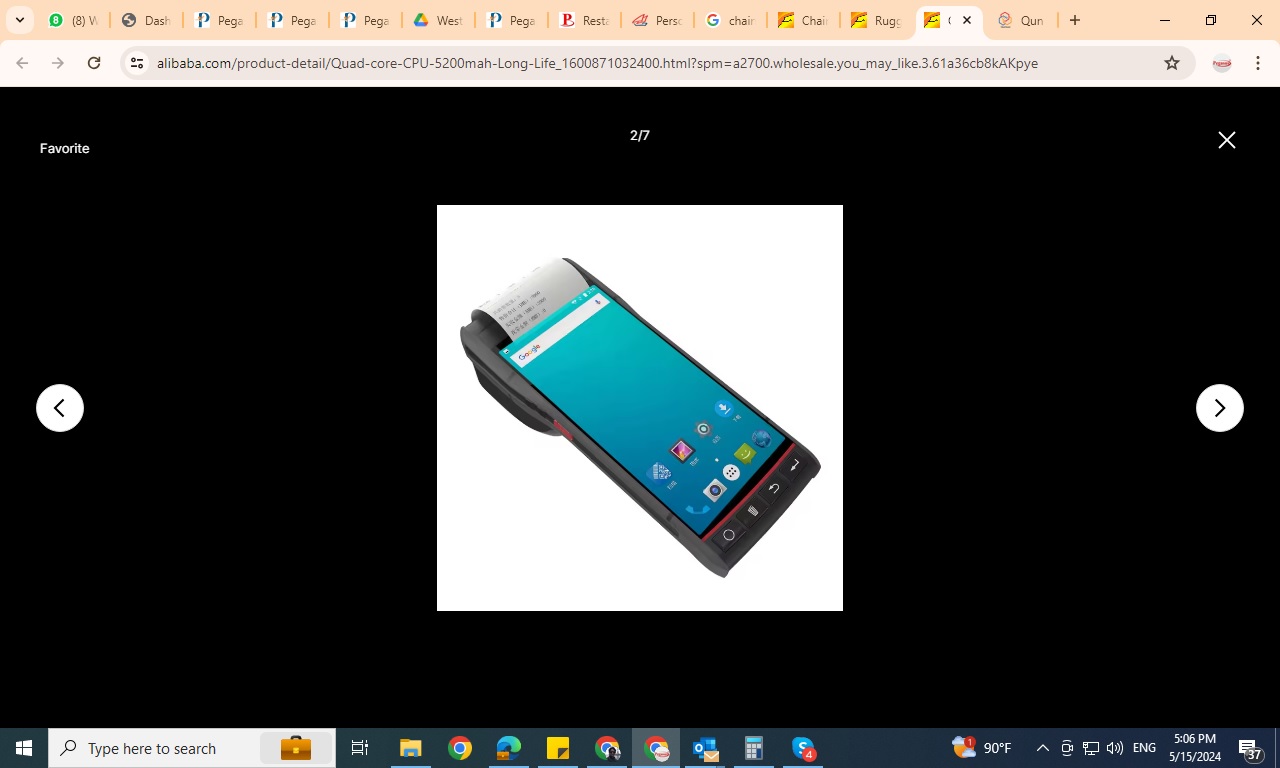 (8) W
Dash
Pega
Pega
Pega
West
Pega
Resta
Perso
chair
Chair
Rugg
Qun
alibaba.com/product-detail/Quad-core-CPU-5200mah-Long-Life_1600871032400.html?spm=a2700.wholesale.you_may_like.3.61a36cb8kAKpye
2/7
Favorite
Google
Type here to search
90°F
ENG
5:06 PM
5/15/2024
1
4
37